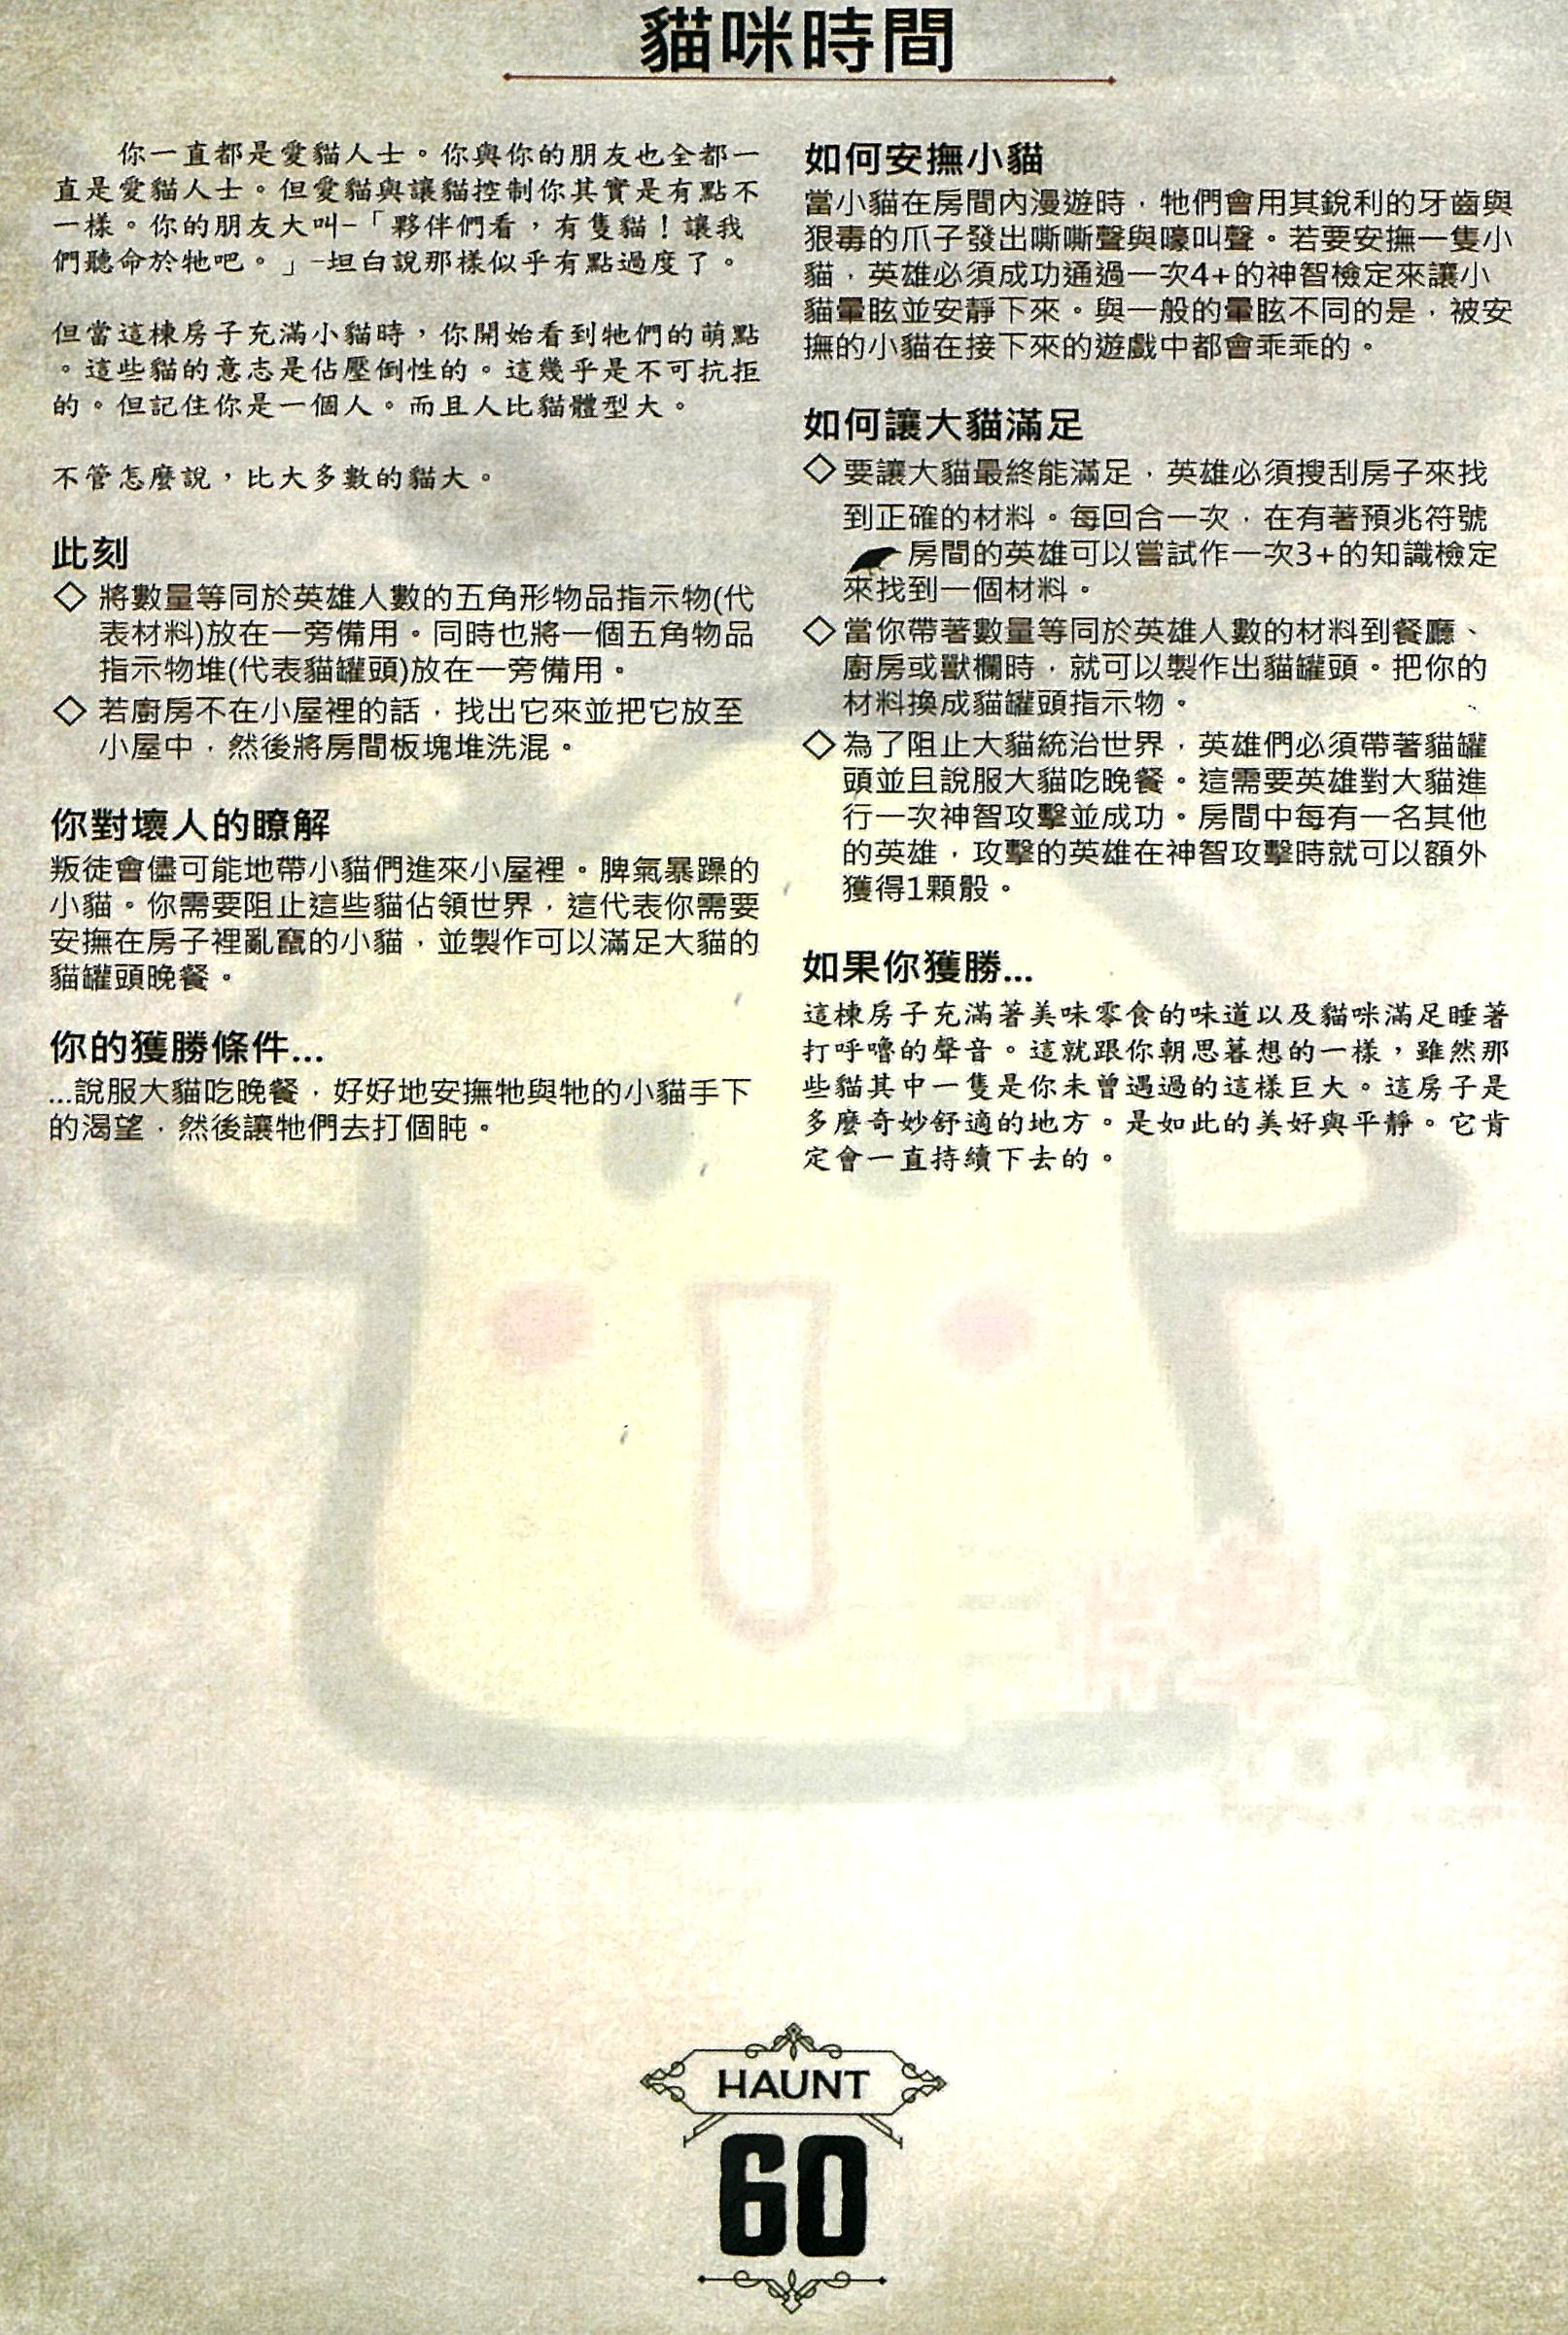 貓咪時間
你一直都是愛貓人士。你與你的朋友也全都一
直是愛貓人士。但愛貓與讓貓控制你其實是有點不
一樣。你的朋友大叫–「夥伴們看，有隻貓！讓我
們聽命於牠吧。」–坦白說那樣似乎有點過度了。
但當這棟房子充滿小貓時，你開始看到牠們的萌點
。這些貓的意志是佔壓倒性的。這幾乎是不可抗拒
的。但記住你是一個人。而且人比貓體型大。
不管怎麼說，比大多數的貓大。
此刻
◇ 將數量等同於英雄人數的五角形物品指示物(代
表材料)放在一旁備用。同時也將一個五角物品
指示物堆(代表貓罐頭)放在一旁備用。
◇ 若廚房不在小屋裡的話，找出它來並把它放至
小屋中，然後將房間板塊堆洗混。
你對壞人的瞭解
叛徒會儘可能地帶小貓們進來小屋裡。脾氣暴躁的
小貓。你需要阻止這些貓佔領世界，這代表你需要
安撫在房子裡亂竄的小貓，並製作可以滿足大貓的
貓罐頭晚餐。
你的獲勝條件...
...說服大貓吃晚餐，好好地安撫牠與牠的小貓手下
的渴望，然後讓牠們去打個盹。
如何安撫小貓
當小貓在房間內漫遊時，牠們會用其銳利的牙齒與
狠毒的爪子發出嘶嘶聲與嚎叫聲。若要安撫一隻小
貓，英雄必須成功通過一次4+的神智檢定來讓小
貓暈眩並安靜下來。與一般的暈眩不同的是，被安
撫的小貓在接下來的遊戲中都會乖乖的。
如何讓大貓滿足
◇ 要讓大貓最終能滿足，英雄必須搜刮房子來找
到正確的材料。每回合一次，在有著預兆符號
房間的英雄可以嘗試作一次3+的知識檢定
來找到一個材料。
◇ 當你帶著數量等同於英雄人數的材料到餐廳、
廚房或獸欄時，就可以製作出貓罐頭。把你的
材料換成貓罐頭指示物。
◇ 為了阻止大貓統治世界，英雄們必須帶著貓罐
頭並且說服大貓吃晚餐。這需要英雄對大貓進
行一次神智攻擊並成功。房間中每有一名其他
的英雄，攻擊的英雄在神智攻擊時就可以額外
獲得1顆骰。
如果你獲勝...
這棟房子充滿著美味零食的味道以及貓咪滿足睡著
打呼嚕的聲音。這就跟你朝思暮想的一樣，雖然那
些貓其中一隻是你未曾遇過的這樣巨大。這房子是
多麼奇妙舒適的地方。是如此的美好與平靜。它肯
定會一直持續下去的。
HAUNT
60